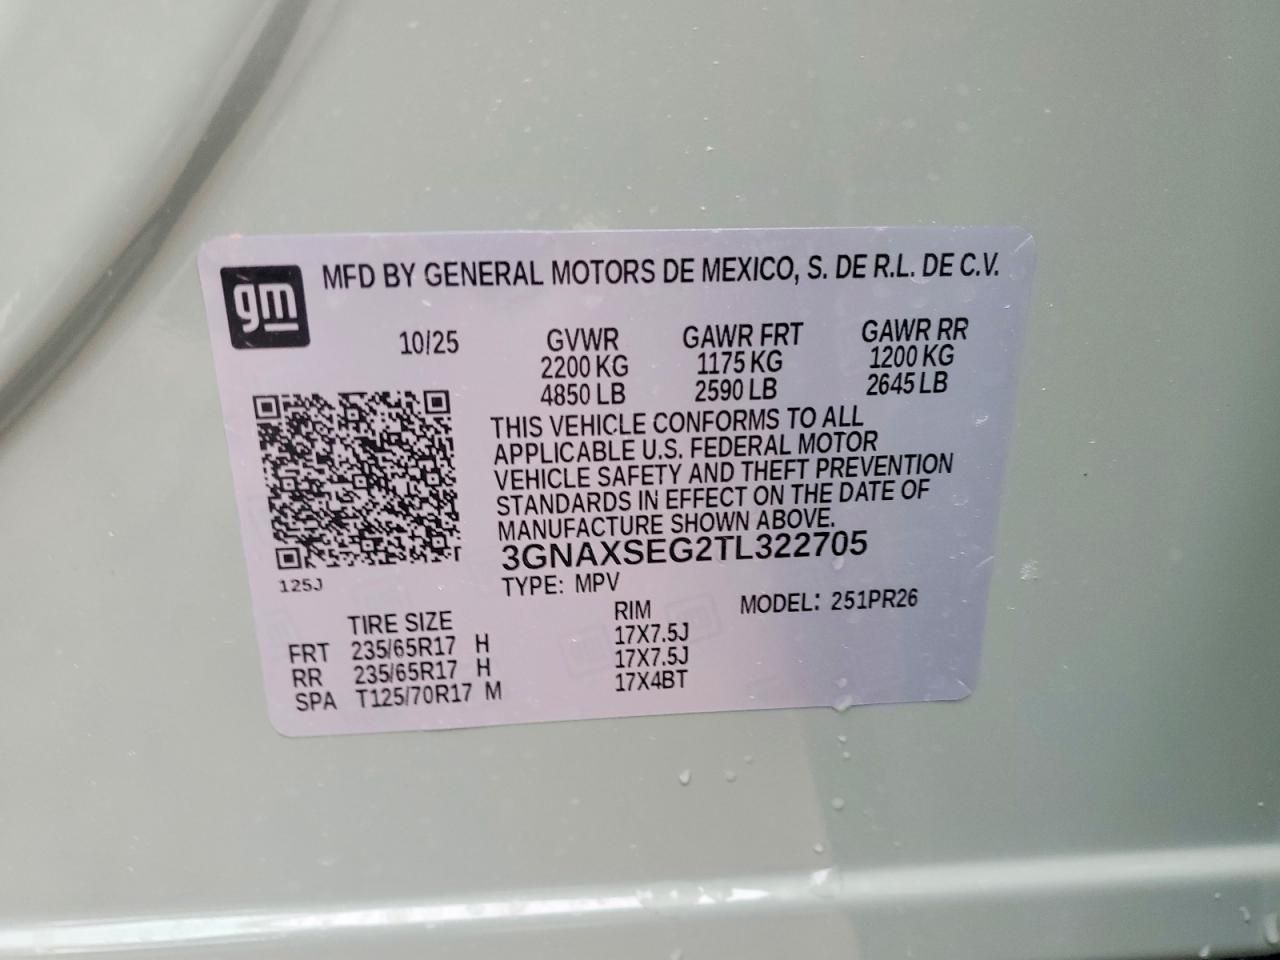 gm MFD BY GENERAL MOTORS DE MEXICO, S. DE R.L. DE C.V.
10/25 GVWR GAWR FRT GAWR RR
2200 KG 1175 KG 1200 KG
4850 LB 2590 LB 2645 LB
THIS VEHICLE CONFORMS TO ALL
APPLICABLE U.S. FEDERAL MOTOR
VEHICLE SAFETY AND THEFT PREVENTION
STANDARDS IN EFFECT ON THE DATE OF
MANUFACTURE SHOWN ABOVE.
3GNAXSEG2TL322705
125J
TYPE: MPV
TIRE SIZE RIM MODEL: 251PR26
FRT 235/65R17 H 17X7.5J
RR 235/65R17 H 17X7.5J
SPA T125/70R17 M 17X4BT